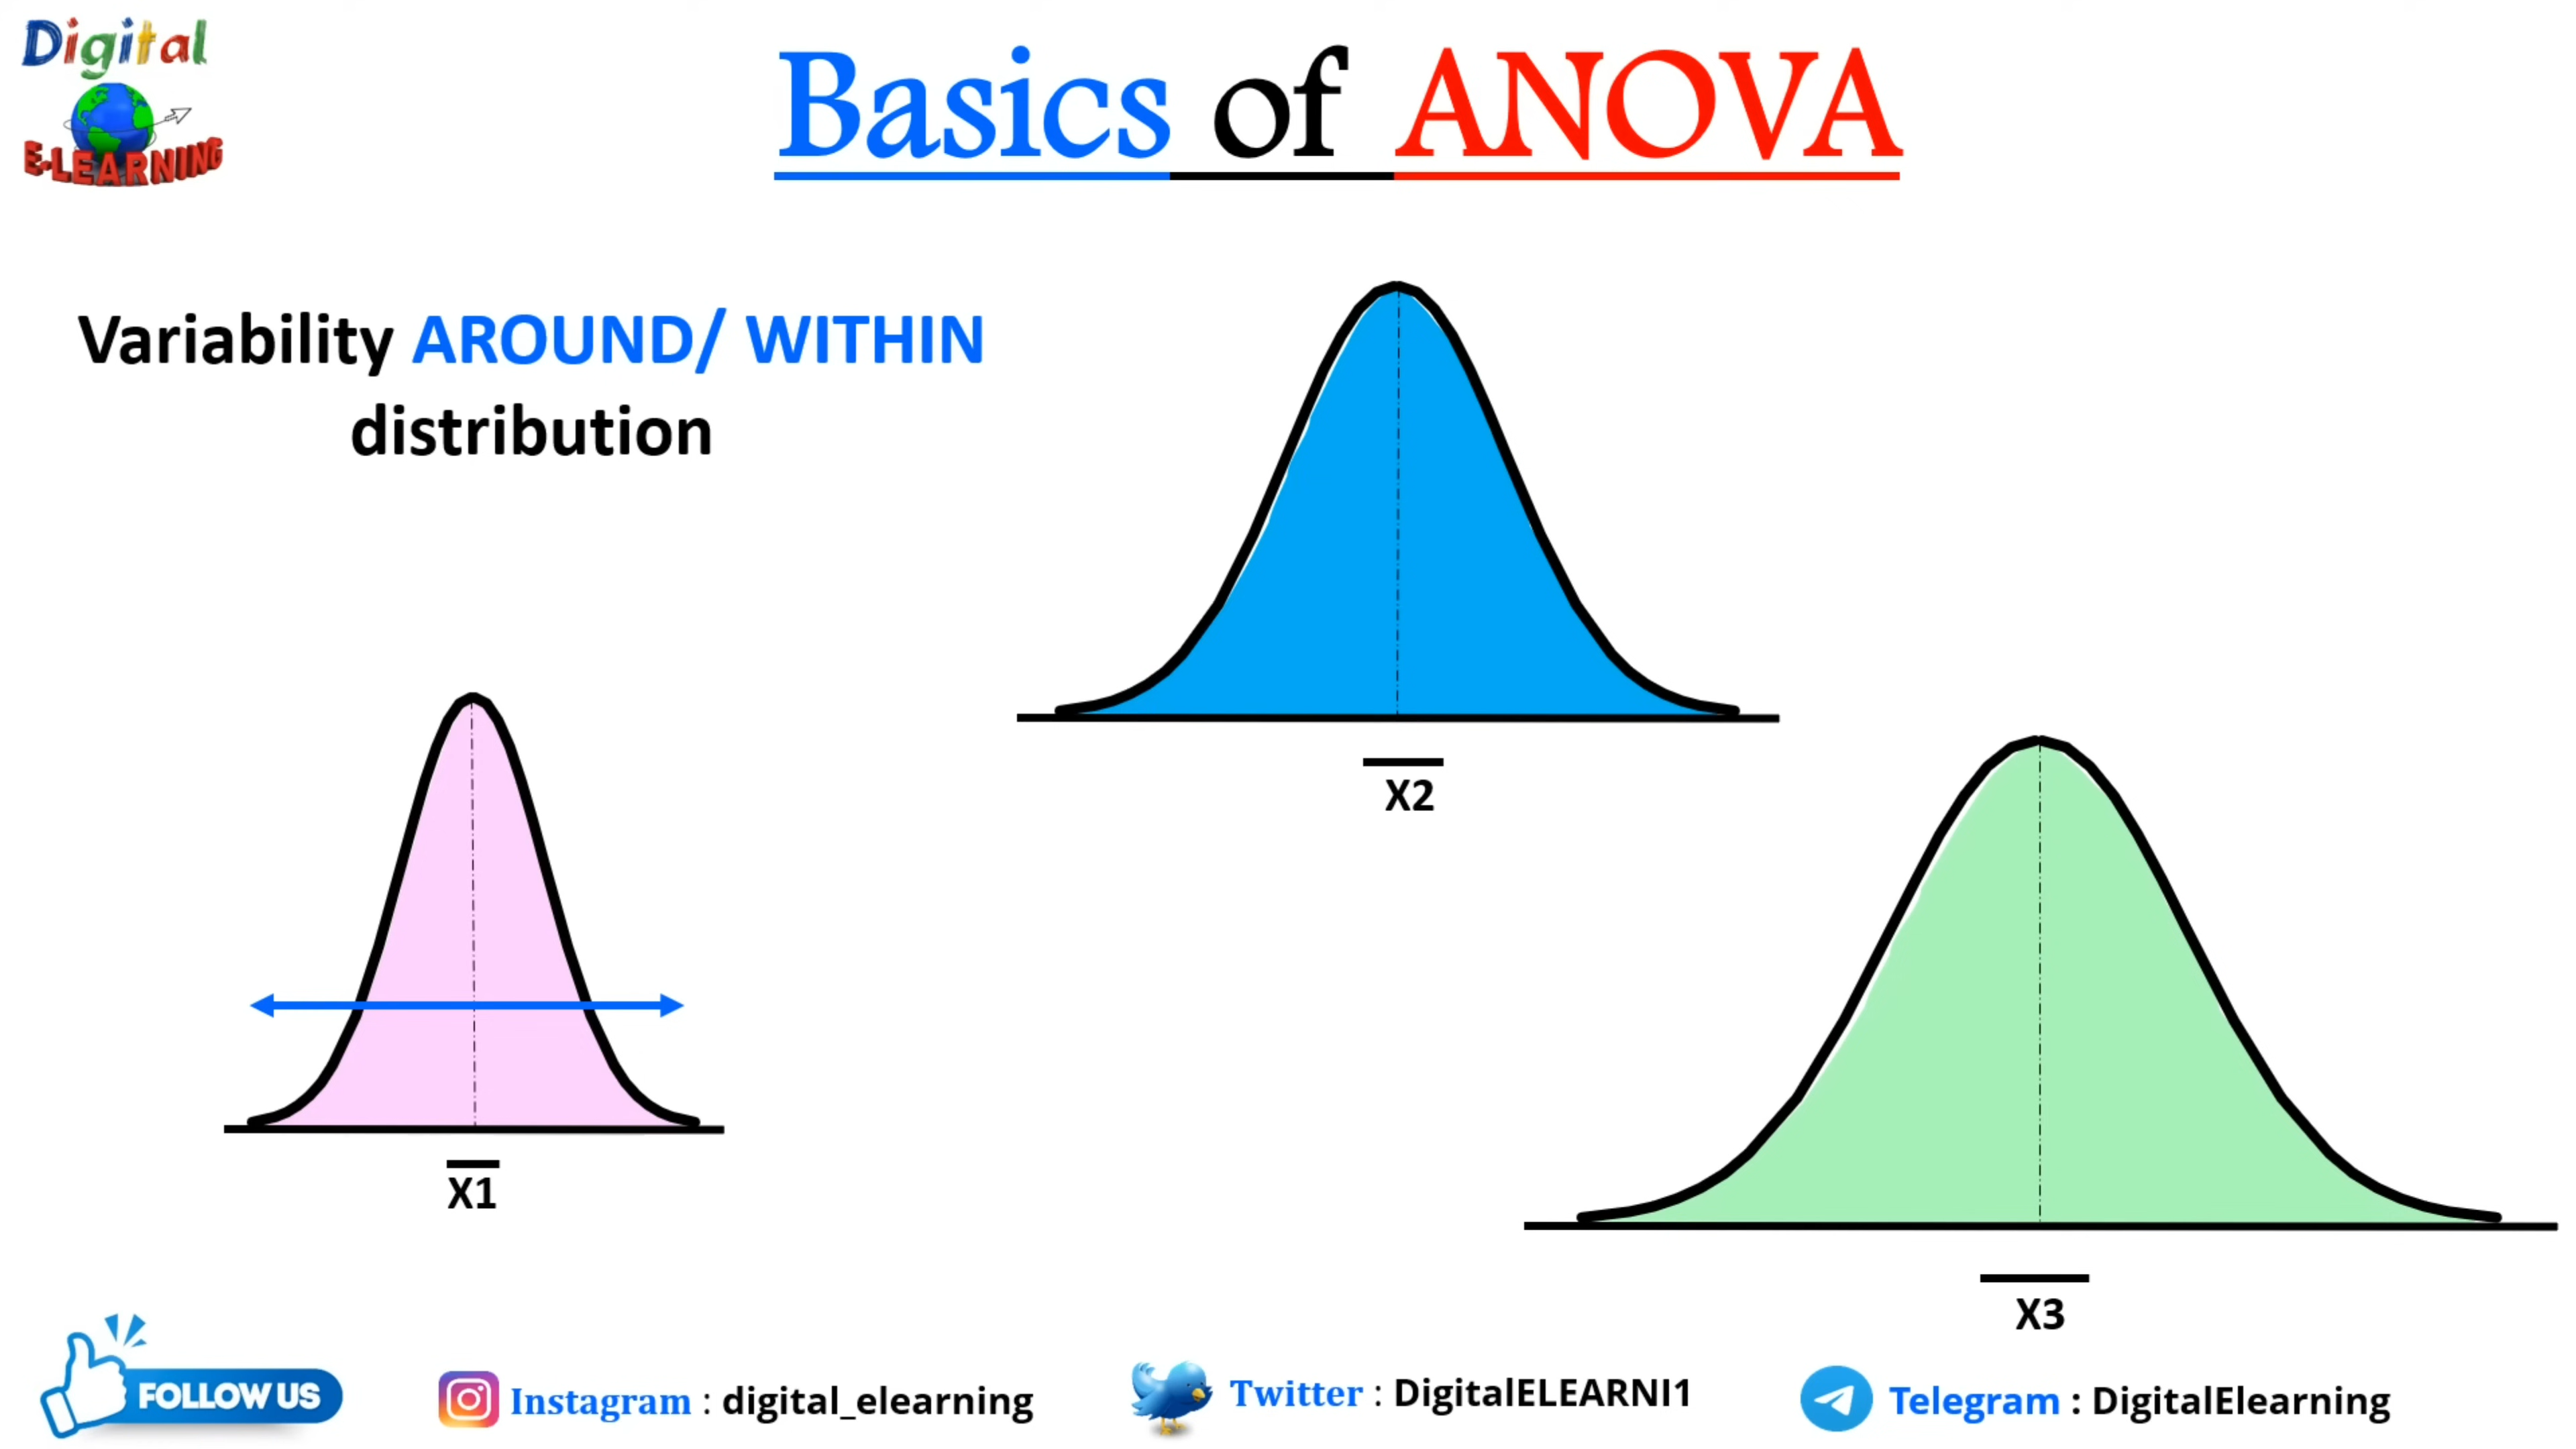 Digital
E-LEARNING
Basics of ANOVA
Variability AROUND/ WITHIN
distribution
X2
X1
X3
FOLLOW US
Instagram : digital_elearning
Twitter : DigitalELEARNI1
Telegram : DigitalElearning